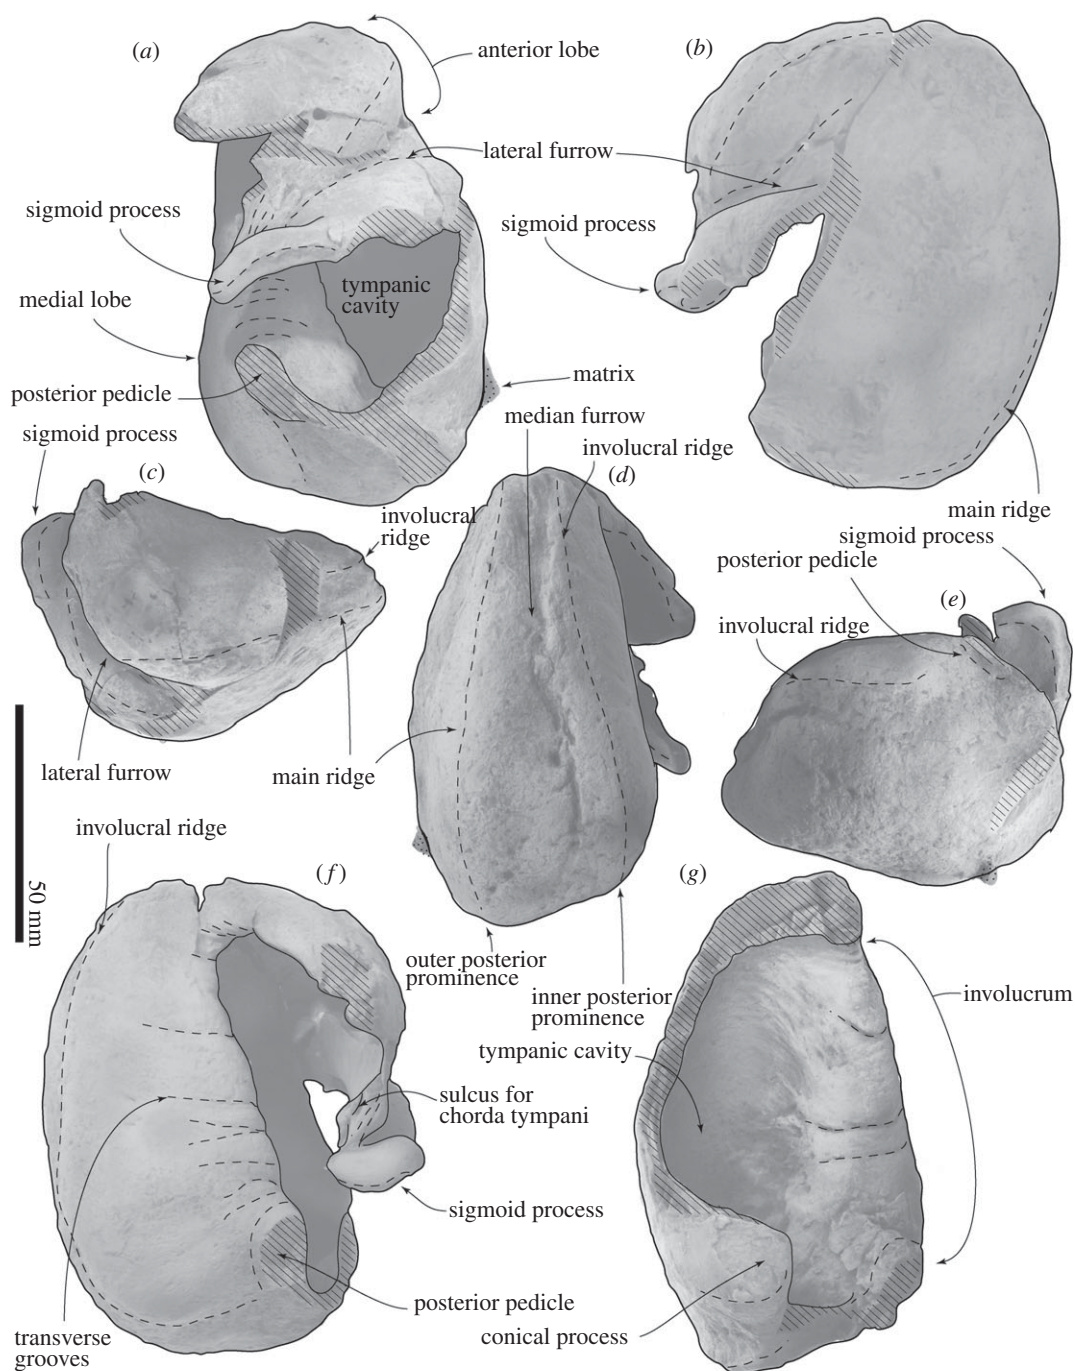 (a)
anterior lobe
(b)
lateral furrow
sigmoid process
sigmoid process
medial lobe
tympanic
cavity
posterior pedicle
matrix
median furrow
sigmoid process
involucral ridge
(c)
(d)
main ridge
involucral
ridge
sigmoid process
posterior pedicle
(e)
involucral ridge
lateral furrow
main ridge
50 mm
involucral ridge
(f)
(g)
outer posterior
prominence
inner posterior
prominence
involucrum
tympanic cavity
sulcus for
chorda tympani
sigmoid process
posterior pedicle
conical process
transverse
grooves